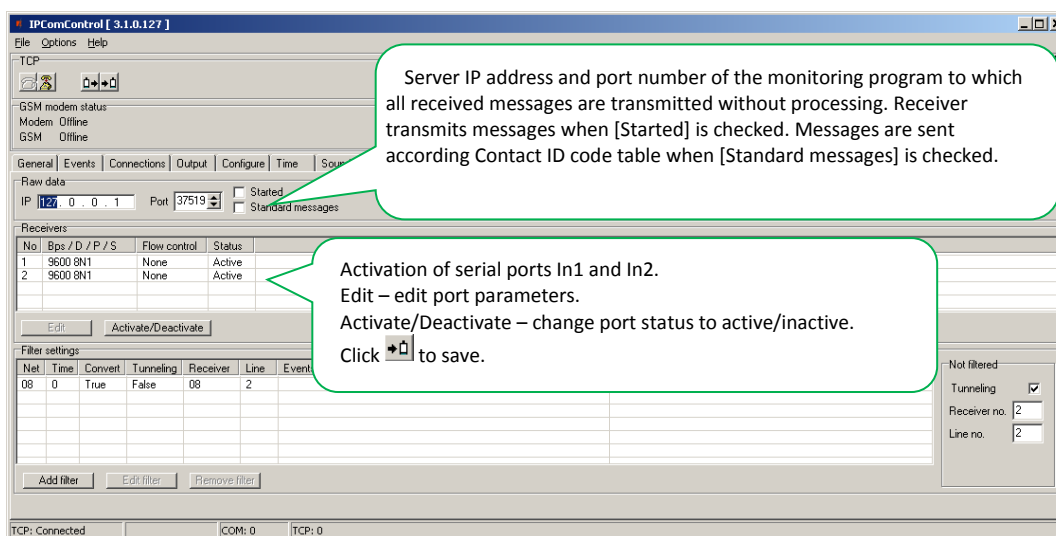 IPComControl [ 3.1.0.127 ]
File Options Help
TCP
GSM modem status
Modem Offline
GSM Offline
Server IP address and port number of the monitoring program to which
all received messages are transmitted without processing. Receiver
transmits messages when [Started] is checked. Messages are sent
according Contact ID code table when [Standard messages] is checked.
General Events Connections Output Configure Time
Raw data
IP 127 . 0 . 0 . 1 Port 37519 Started
Standard messages
Receivers
No Bps / D / P / S Flow control Status
1 9600 8N1 None Active
2 9600 8N1 None Active
Edit Activate/Deactivate
Activation of serial ports In1 and In2.
Edit – edit port parameters.
Activate/Deactivate – change port status to active/inactive.
Click to save.
Filter settings
Net Time Convert Tunneling Receiver Line
08 0 True False 08 2
Add filter Edit filter Remove filter
Not filtered
Tunneling
Receiver no. 2
Line no. 2
TCP: Connected COM: 0 TCP: 0